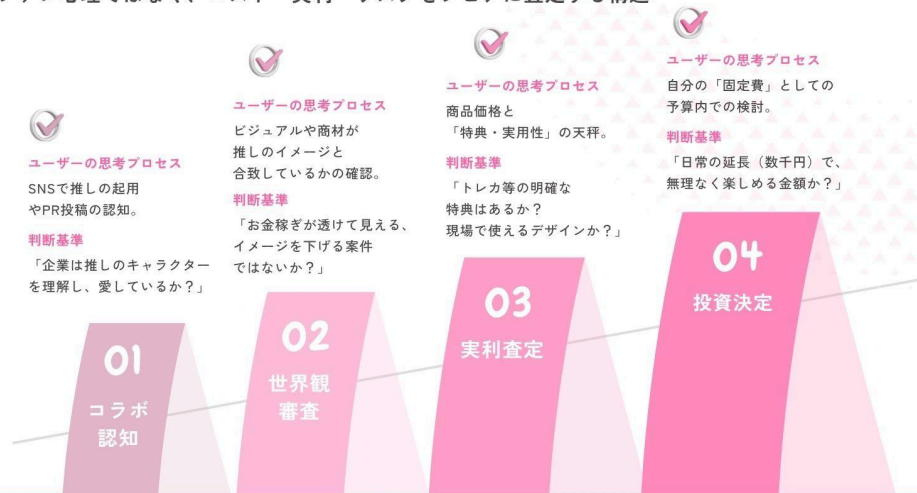 ユーザーの思考プロセス
SNSで推しの起用
やPR投稿の認知。
判断基準
「企業は推しのキャラクター
を理解し、愛しているか？」
01
コラボ
認知
ユーザーの思考プロセス
ビジュアルや商材が
推しのイメージと
合致しているかの確認。
判断基準
「お金稼ぎが透けて見える、
イメージを下げる案件
ではないか？」
02
世界観
審査
ユーザーの思考プロセス
商品価格と
「特典・実用性」の天秤。
判断基準
「トレカ等の明確な
特典はあるか？
現場で使えるデザインか？」
03
実利査定
ユーザーの思考プロセス
自分の「固定費」としての
予算内での検討。
判断基準
「日常の延長（数千円）で、
無理なく楽しめる金額か？」
04
投資決定